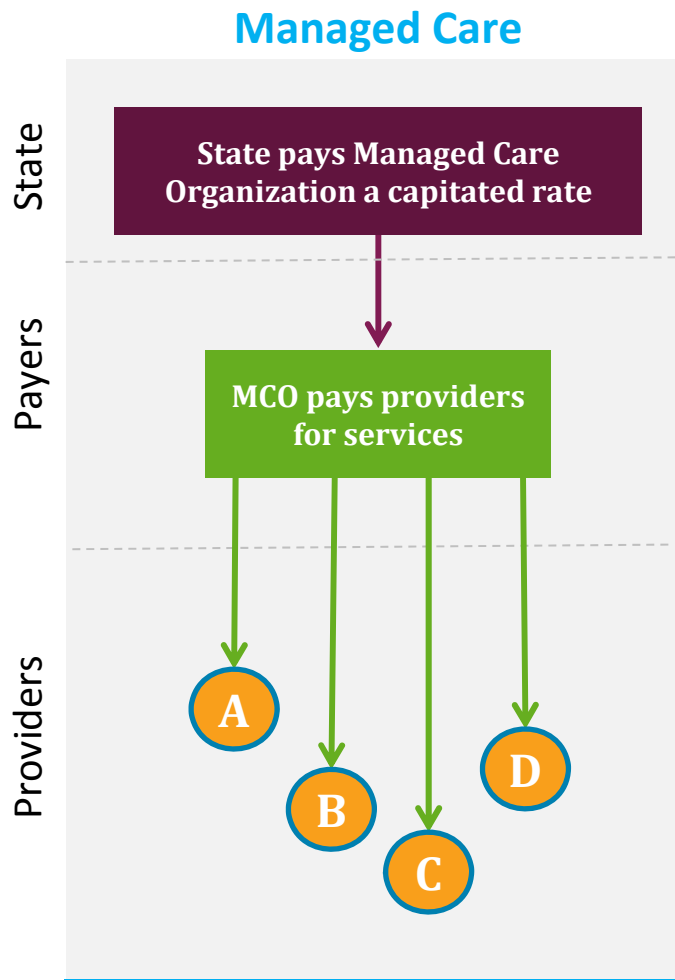 Managed Care
State
State pays Managed Care
Organization a capitated rate
Payers
MCO pays providers
for services
Providers
A
B
C
D